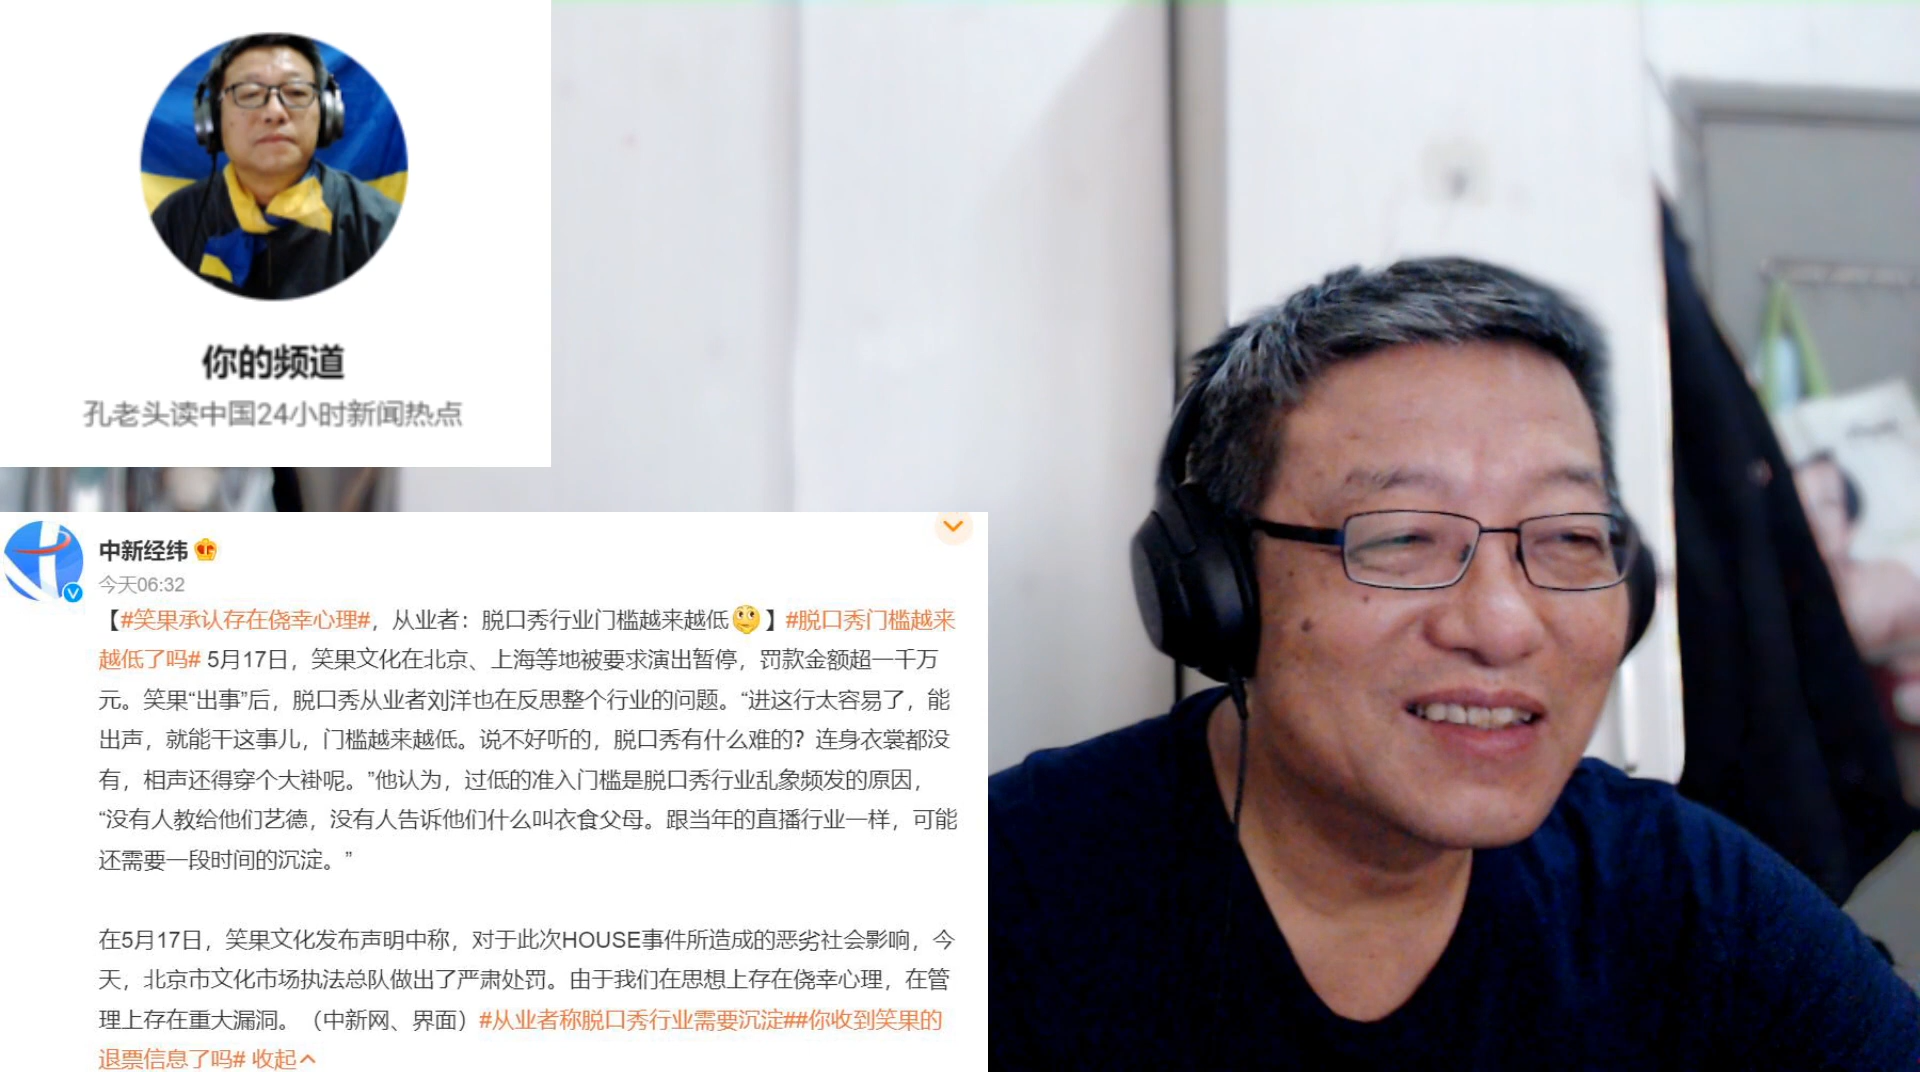 你的频道
孔老头读中国24小时新闻热点
中新经纬
今天06:32
【#笑果承认存在侥幸心理#，从业者：脱口秀行业门槛越来越低🤔】#脱口秀门槛越来
越低了吗# 5月17日，笑果文化在北京、上海等地被要求演出暂停，罚款金额超一千万
元。笑果“出事”后，脱口秀从业者刘洋也在反思整个行业的问题。“进这行太容易了，能
出声，就能干这事儿，门槛越来越低。说不好听的，脱口秀有什么难的？连身衣裳都没
有，相声还得穿个大褂呢。”他认为，过低的准入门槛是脱口秀行业乱象频发的原因，
“没有人教给他们艺德，没有人告诉他们什么叫衣食父母。跟当年的直播行业一样，可能
还需要一段时间的沉淀。”
在5月17日，笑果文化发布声明中称，对于此次HOUSE事件所造成的恶劣社会影响，今
天，北京市文化市场执法总队做出了严肃处罚。由于我们在思想上存在侥幸心理，在管
理上存在重大漏洞。（中新网、界面）#从业者称脱口秀行业需要沉淀##你收到笑果的
退票信息了吗# 收起